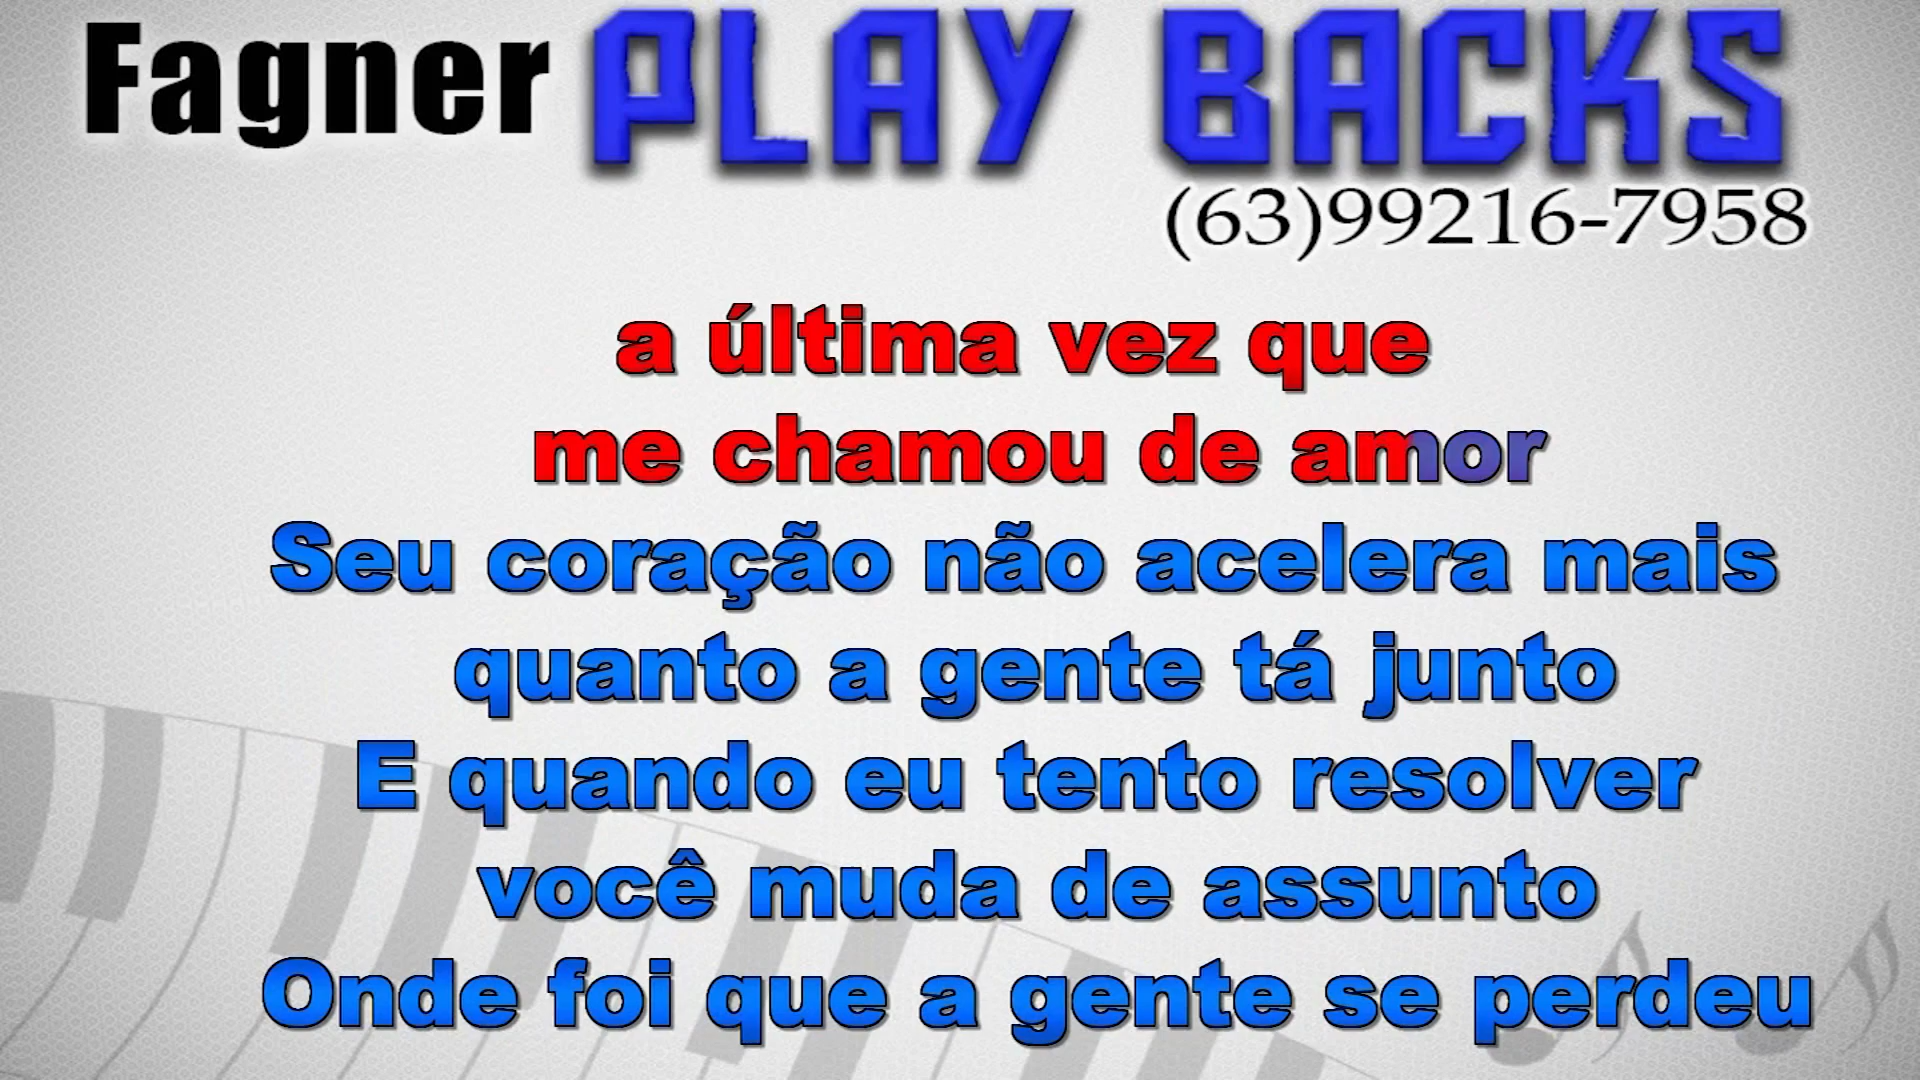 Fagner PLAY BACKS
(63)99216-7958
a última vez que
me chamou de amor
Seu coração não acelera mais
quanto a gente tá junto
E quando eu tento resolver
você muda de assunto
Onde foi que a gente se perdeu